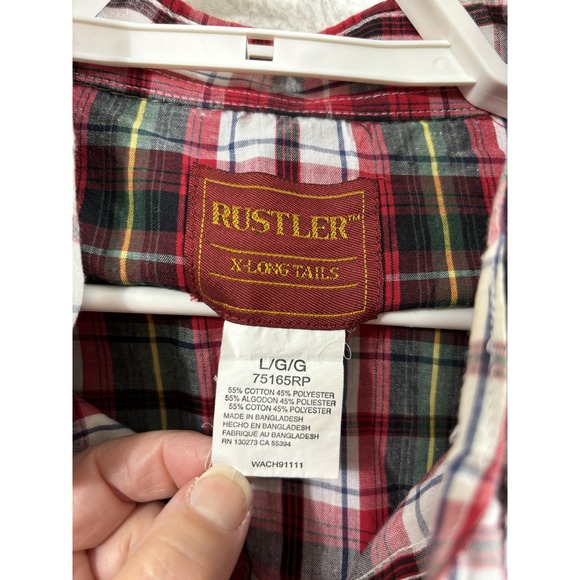 RUSTLER™
X-LONG TAILS
L/G/G
75165RP
55% COTTON 45% POLYESTER
55% ALGODON 45% POLIESTER
55% COTON 45% POLYESTER
MADE IN BANGLADESH
HECHO EN BANGLADESH
FABRIQUE AU BANGLADESH
RN 130273 CA 55394
WACH91111